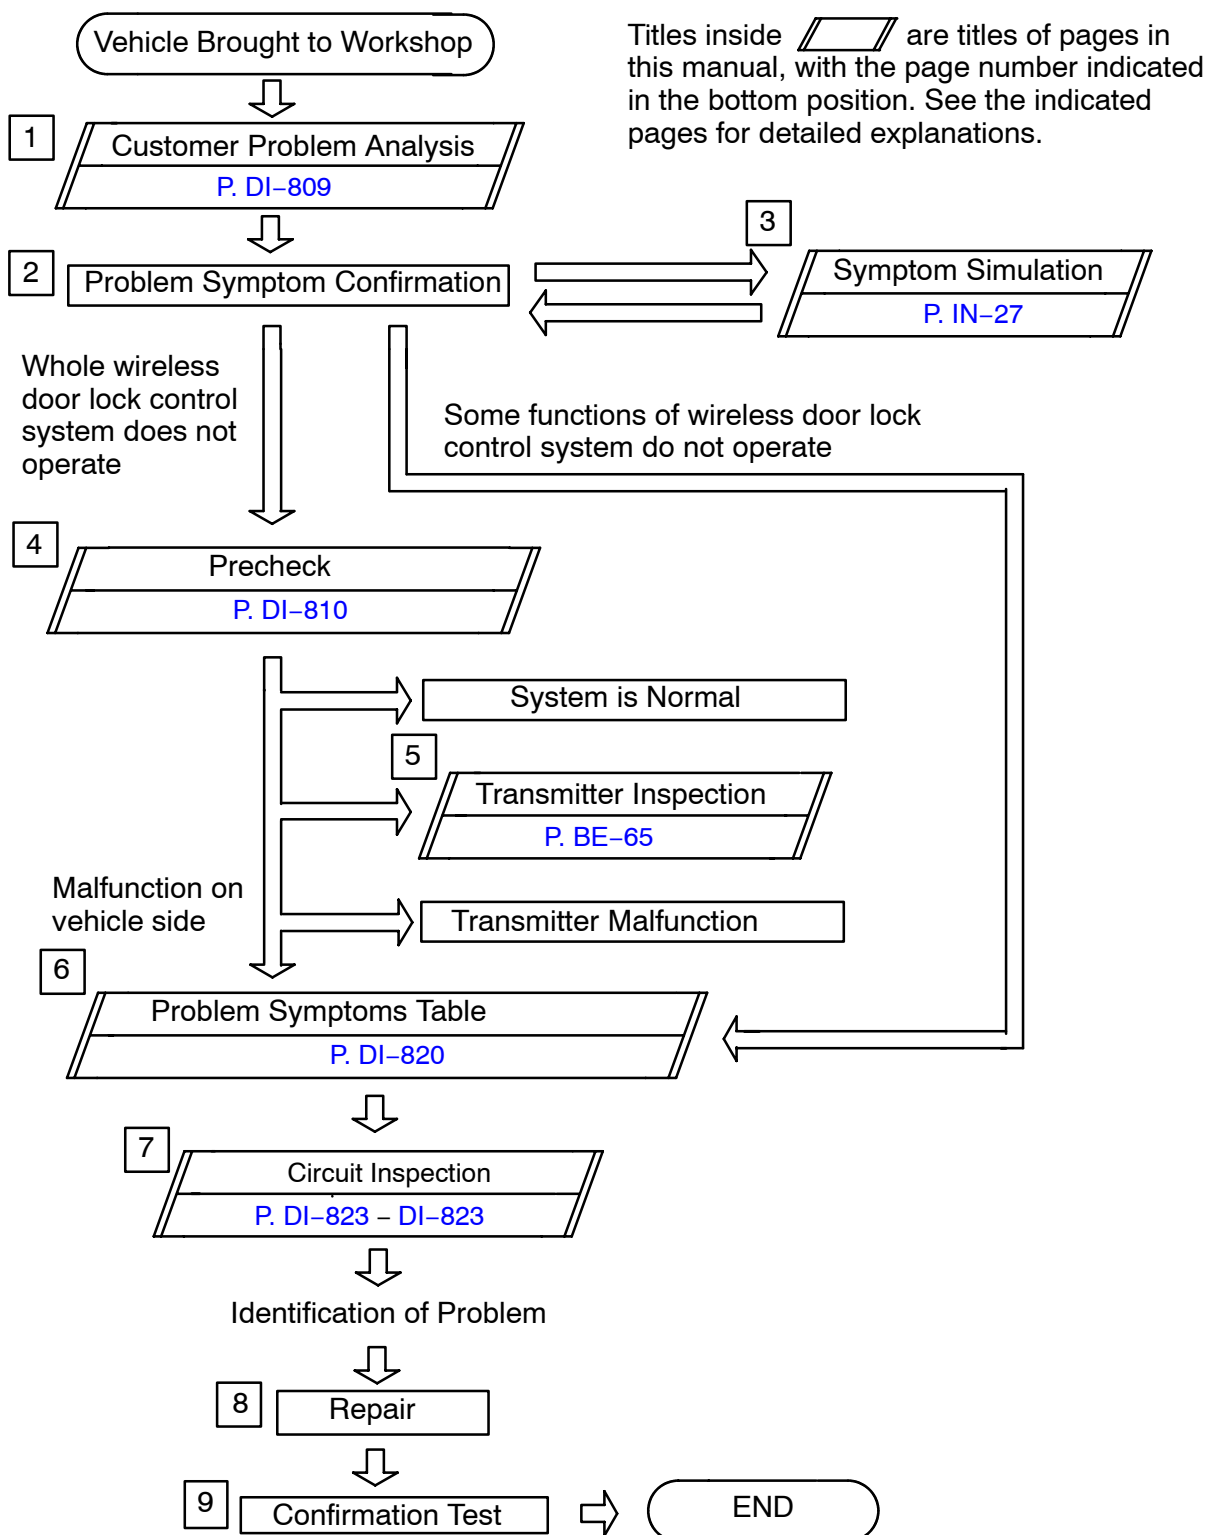 Vehicle Brought to Workshop
Titles inside are titles of pages in
this manual, with the page number indicated
in the bottom position. See the indicated
pages for detailed explanations.
1
Customer Problem Analysis
P. DI–809
2
Problem Symptom Confirmation
3
Symptom Simulation
P. IN–27
Whole wireless
door lock control
system does not
operate
Some functions of wireless door lock
control system do not operate
4
Precheck
P. DI–810
System is Normal
5
Transmitter Inspection
P. BE–65
Malfunction on
vehicle side
Transmitter Malfunction
6
Problem Symptoms Table
P. DI–820
7
Circuit Inspection
P. DI–823 – DI–823
Identification of Problem
8
Repair
9
Confirmation Test
END